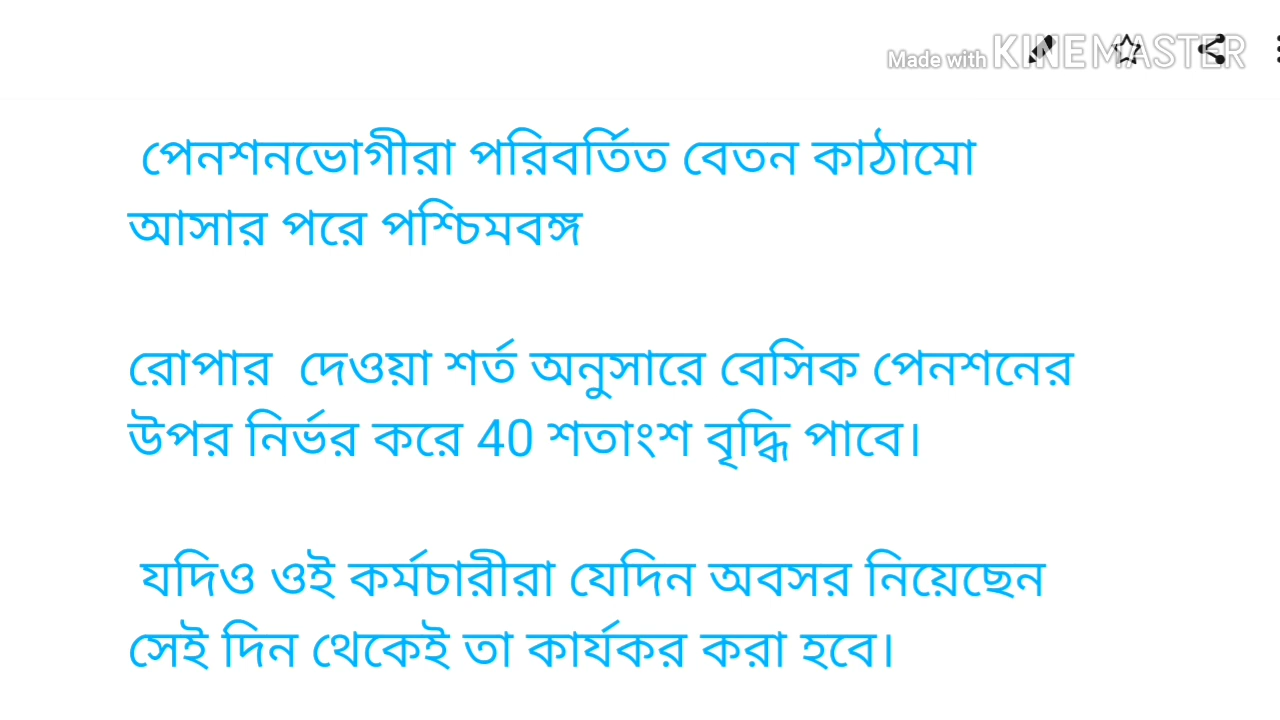 Made with KINEMASTER
পেনশনভোগীরা পরিবর্তিত বেতন কাঠামো
আসার পরে পশ্চিমবঙ্গ
রোপার দেওয়া শর্ত অনুসারে বেসিক পেনশনের
উপর নির্ভর করে 40 শতাংশ বৃদ্ধি পাবে।
যদিও ওই কর্মচারীরা যেদিন অবসর নিয়েছেন
সেই দিন থেকেই তা কার্যকর করা হবে।